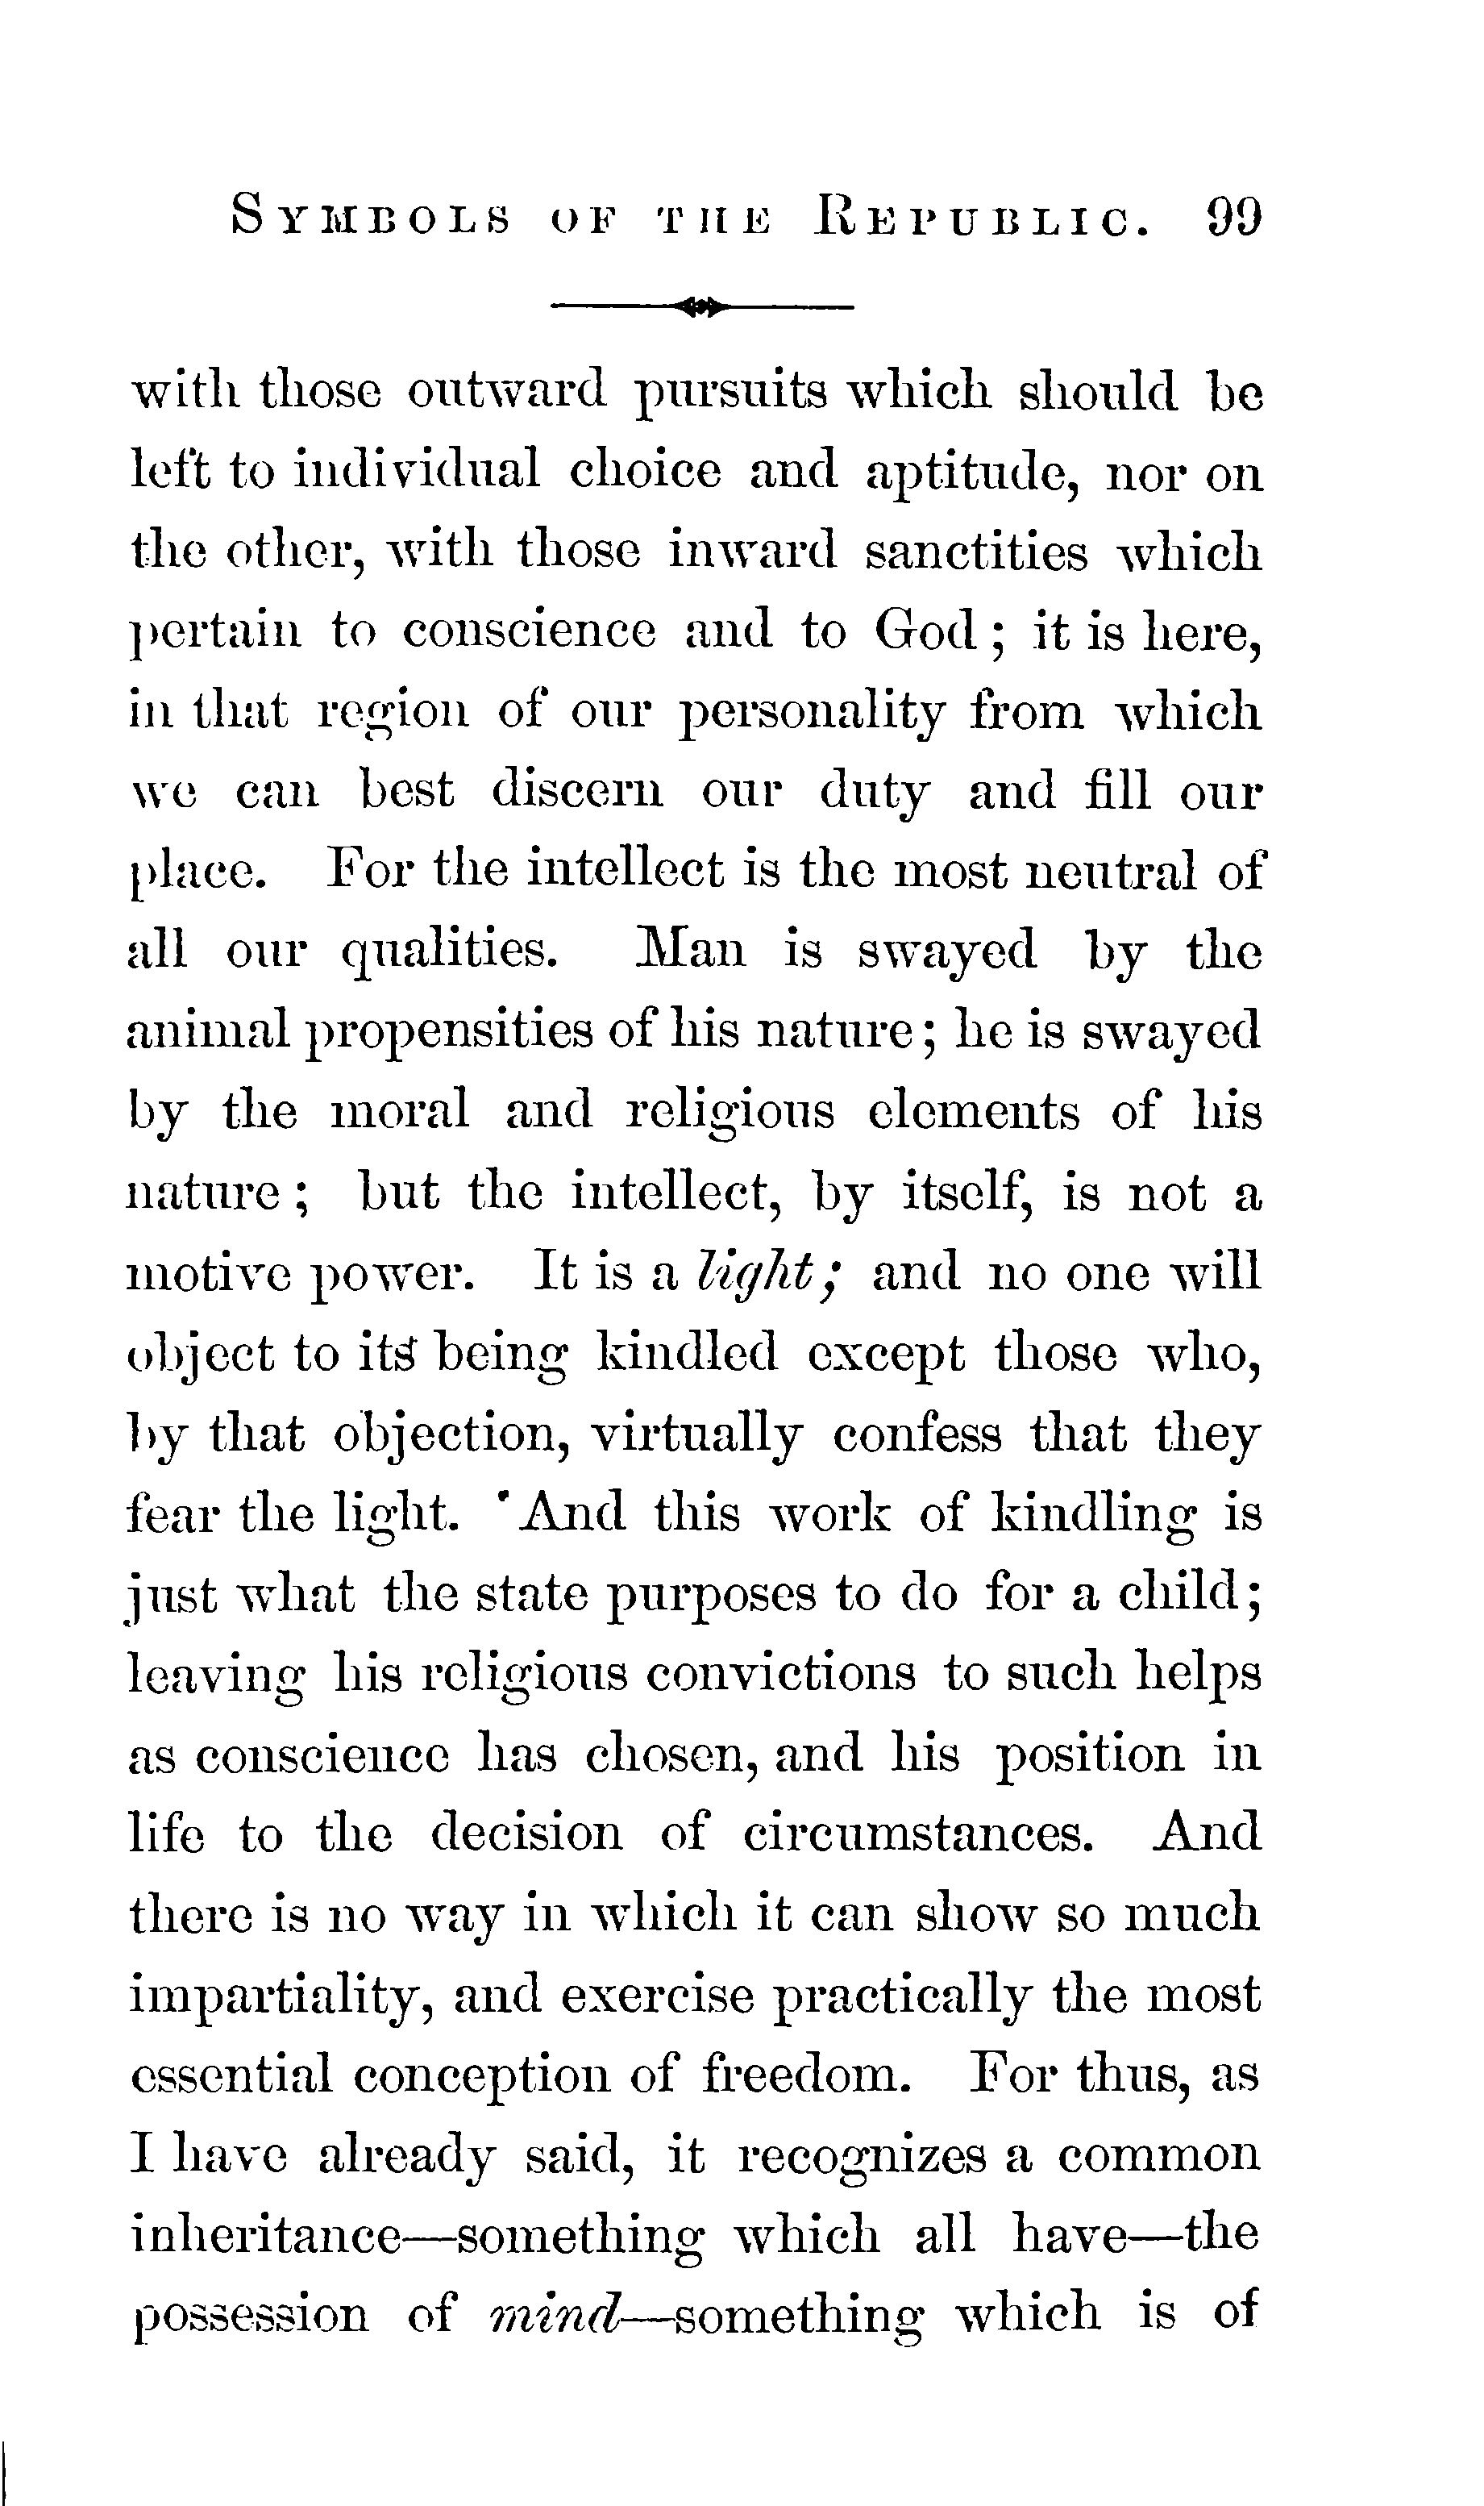 SYMBOLS OF THE REPUBLIC. 99
with those outward pursuits which should be
left to individual choice and aptitude, nor on
the other, with those inward sanctities which
pertain to conscience and to God; it is here,
in that region of our personality from which
we can best discern our duty and fill our
place. For the intellect is the most neutral of
all our qualities. Man is swayed by the
animal propensities of his nature; he is swayed
by the moral and religious elements of his
nature; but the intellect, by itself, is not a
motive power. It is a light; and no one will
object to its being kindled except those who,
by that objection, virtually confess that they
fear the light. And this work of kindling is
just what the state purposes to do for a child;
leaving his religious convictions to such helps
as conscience has chosen, and his position in
life to the decision of circumstances. And
there is no way in which it can show so much
impartiality, and exercise practically the most
essential conception of freedom. For thus, as
I have already said, it recognizes a common
inheritance—something which all have—the
possession of mind—something which is of